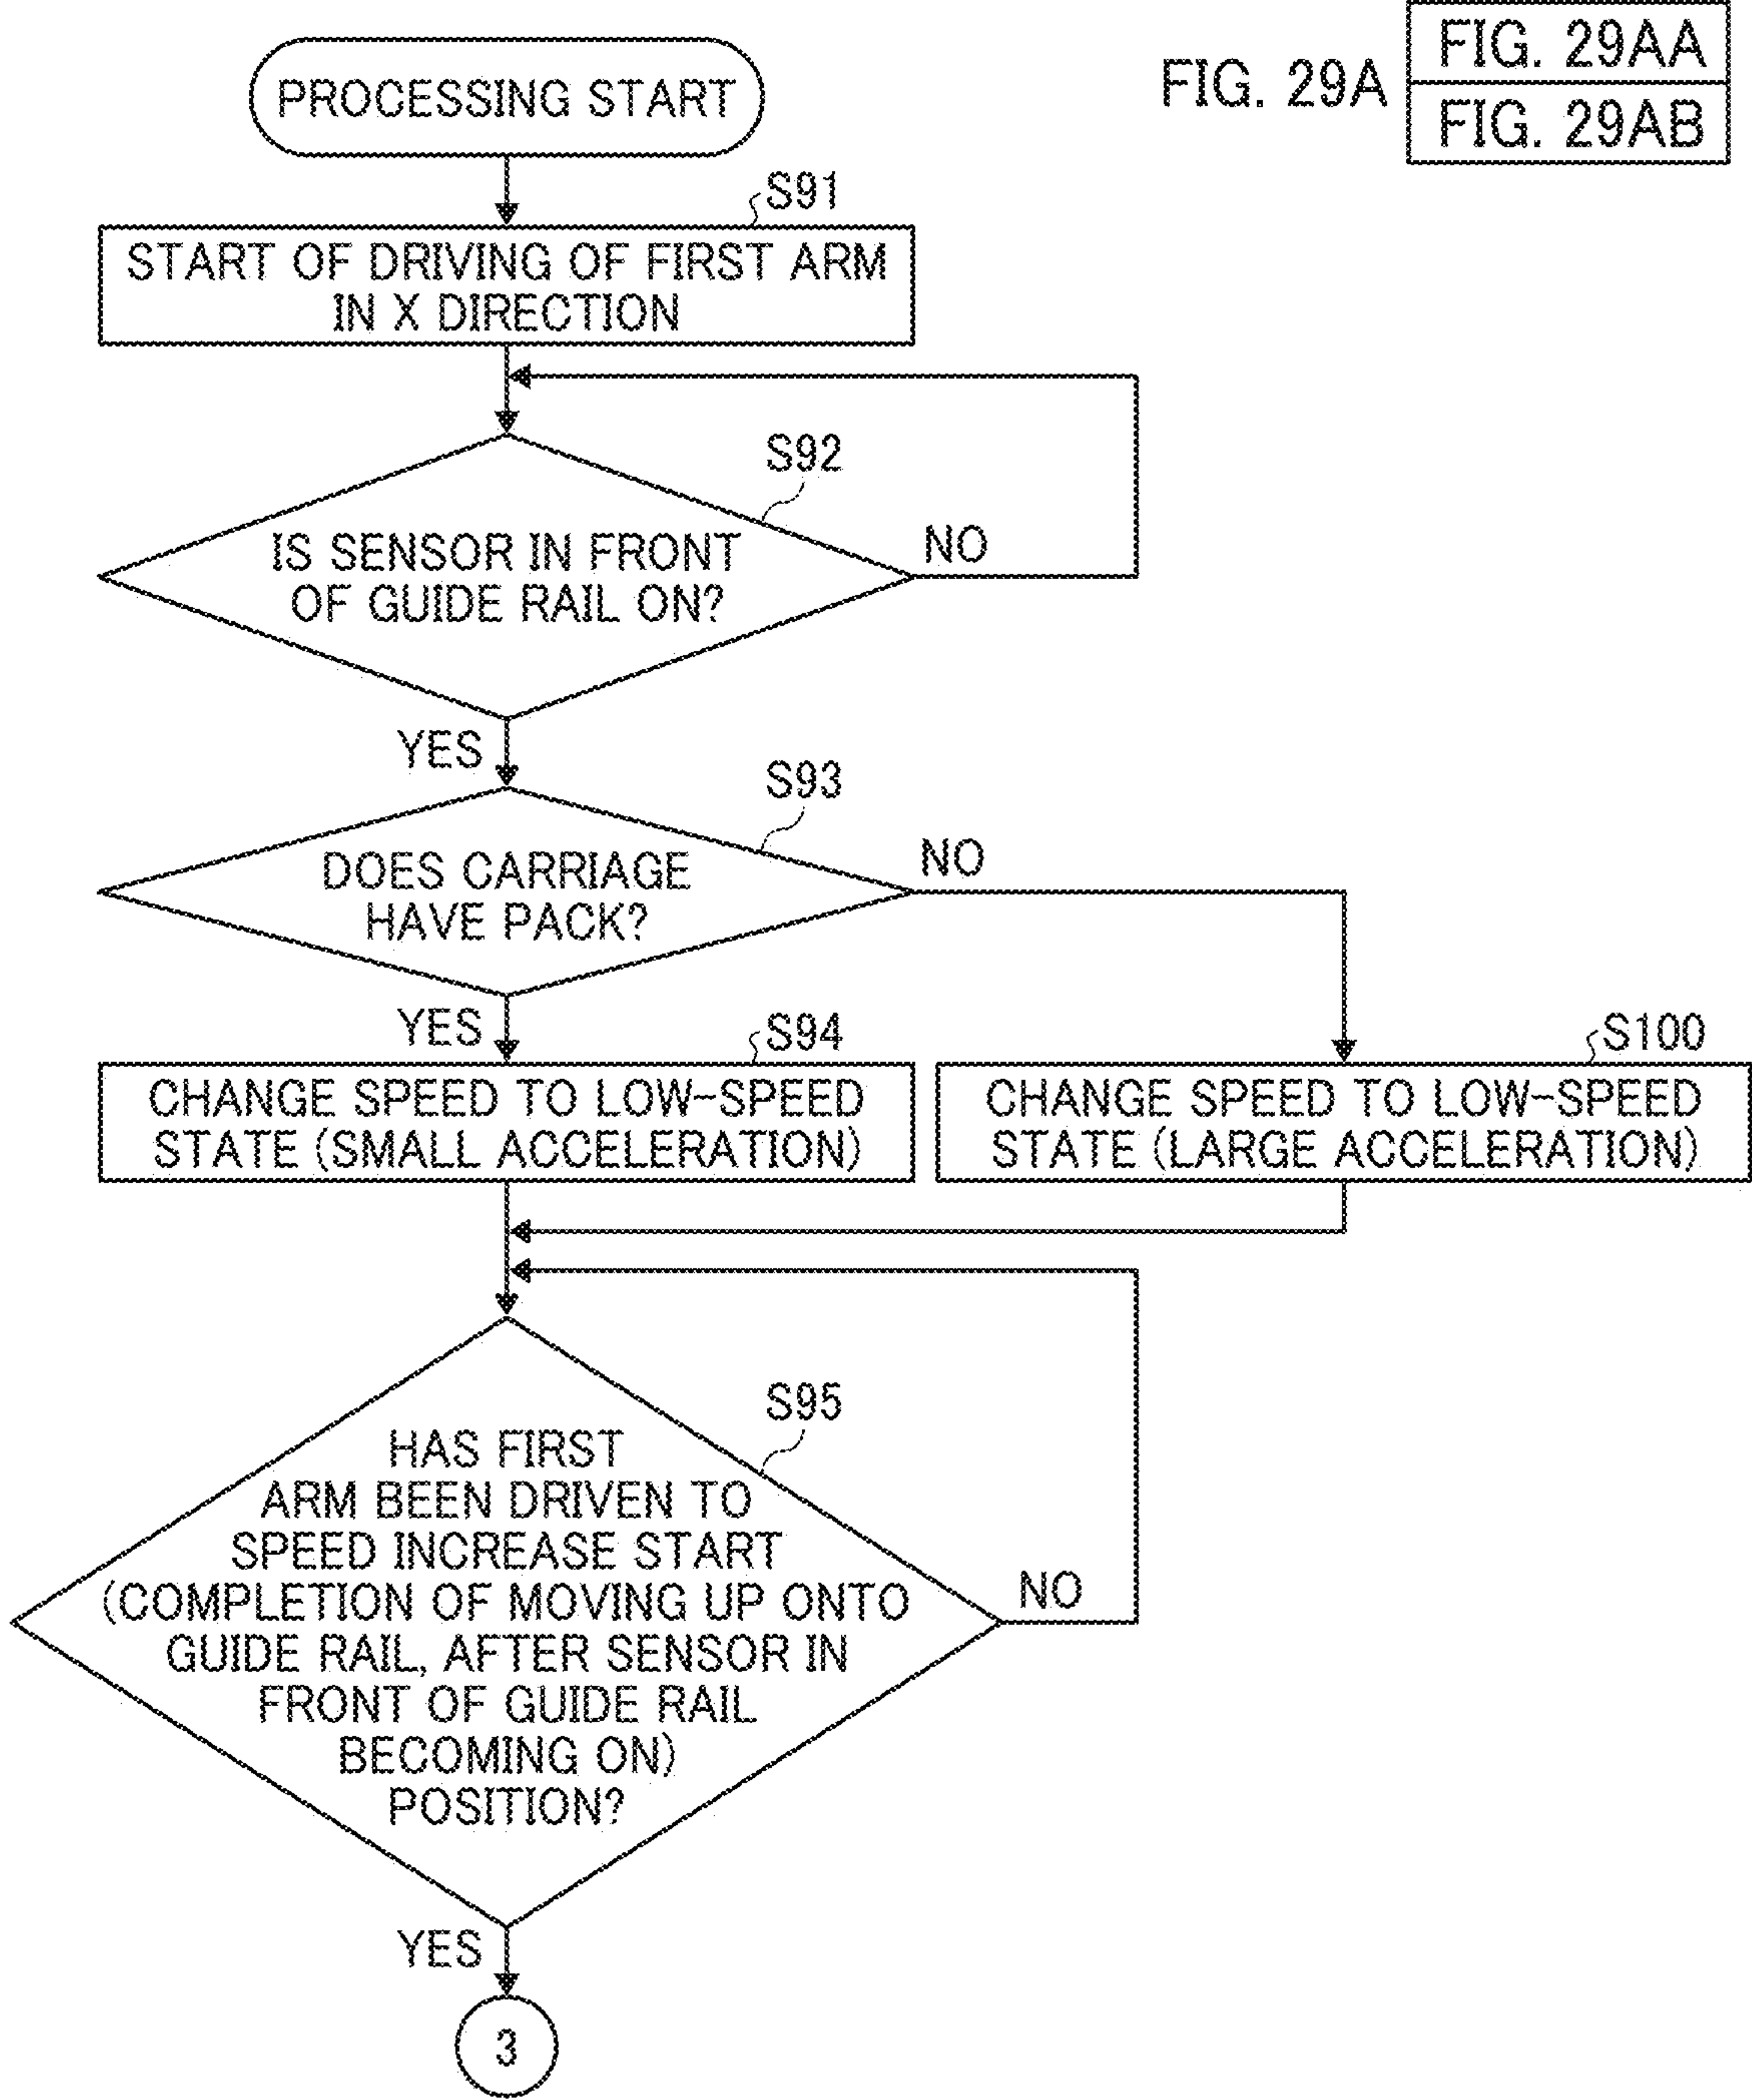 FIG. 29A
FIG. 29AA
FIG. 29AB
PROCESSING START
S91
START OF DRIVING OF FIRST ARM
IN X DIRECTION
S92
IS SENSOR IN FRONT
OF GUIDE RAIL ON?
NO
YES
S93
DOES CARRIAGE
HAVE PACK?
NO
YES
S94
CHANGE SPEED TO LOW-SPEED
STATE (SMALL ACCELERATION)
S100
CHANGE SPEED TO LOW-SPEED
STATE (LARGE ACCELERATION)
S95
HAS FIRST
ARM BEEN DRIVEN TO
SPEED INCREASE START
(COMPLETION OF MOVING UP ONTO
GUIDE RAIL, AFTER SENSOR IN
FRONT OF GUIDE RAIL
BECOMING ON)
POSITION?
NO
YES
3